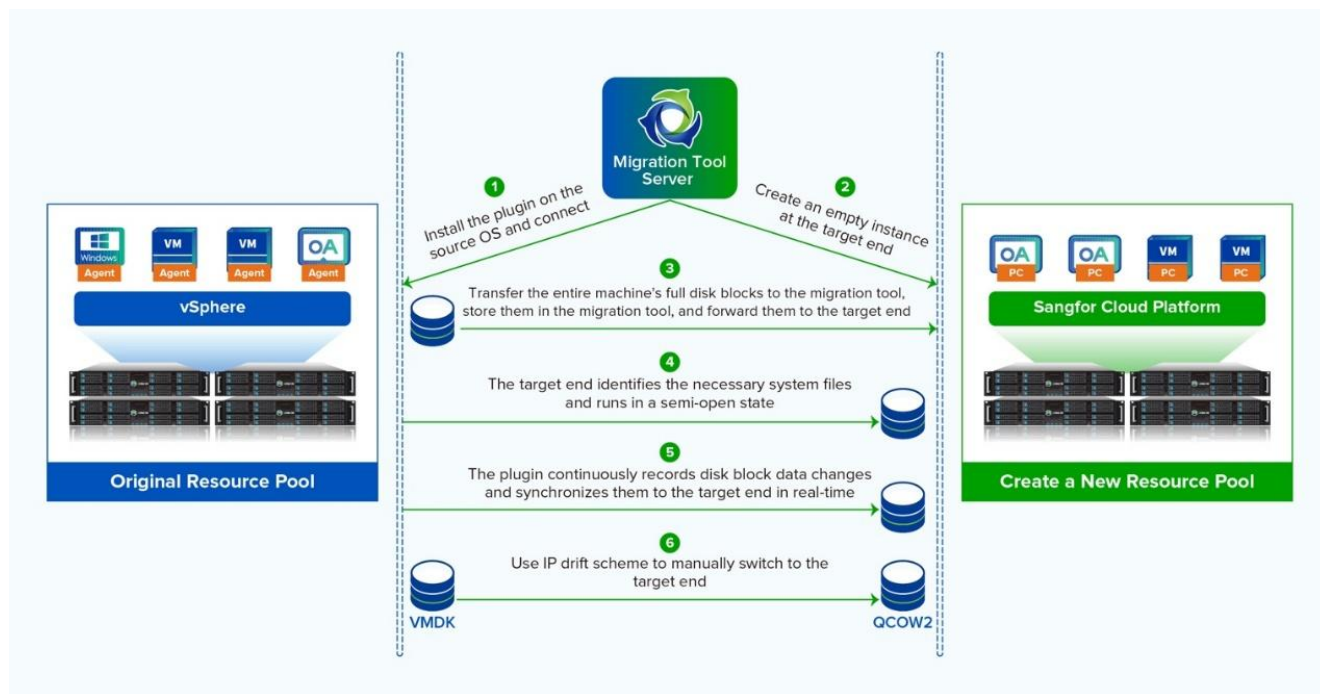 Migration Tool
Server
1
Install the plugin on the
source OS and connect
2
Create an empty instance
at the target end
Windows
Agent
VM
Agent
VM
Agent
OA
Agent
vSphere
Original Resource Pool
3
Transfer the entire machine's full disk blocks to the migration tool,
store them in the migration tool, and forward them to the target end
4
The target end identifies the necessary system files
and runs in a semi-open state
5
The plugin continuously records disk block data changes
and synchronizes them to the target end in real-time
6
Use IP drift scheme to manually switch to the
target end
VMDK
QCOW2
OA
PC
OA
PC
VM
PC
VM
PC
Sangfor Cloud Platform
Create a New Resource Pool